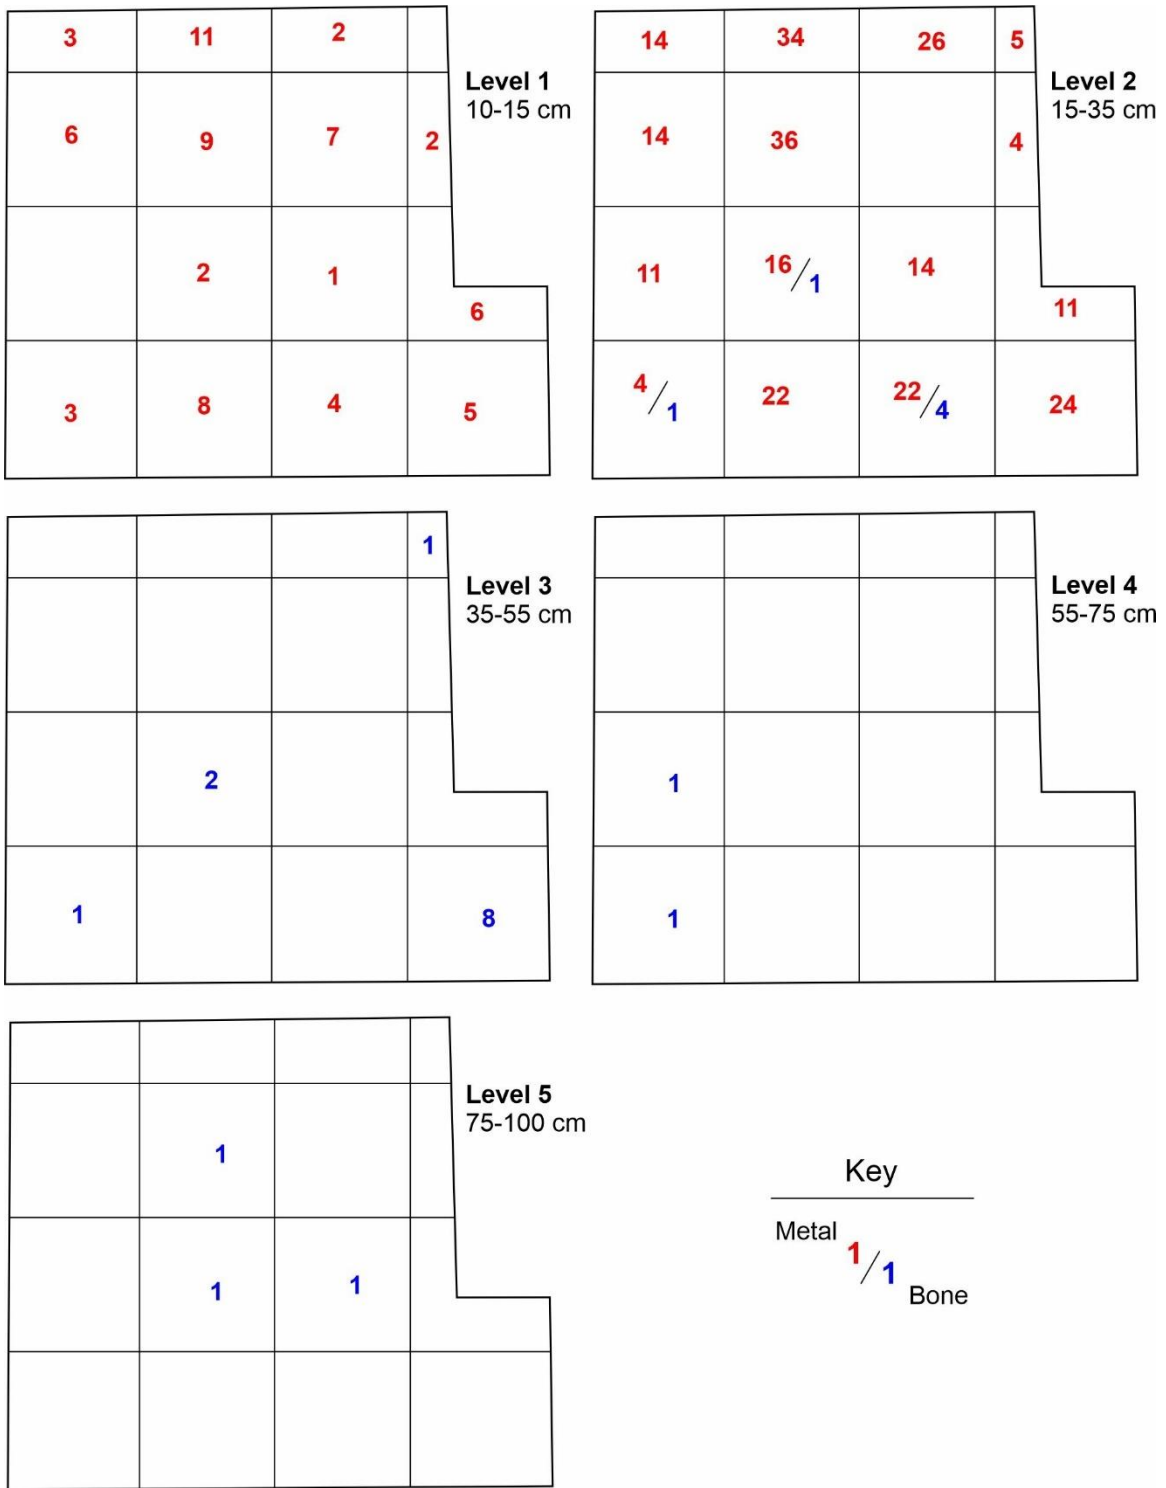 3 11 2
Level 1
10-15 cm
6 9 7 2
2 1
6
3 8 4 5
14 34 26 5
Level 2
15-35 cm
14 36 4
11 16/1 14
11
4/1 22 22/4 24
1
Level 3
35-55 cm
2
1 8
Level 4
55-75 cm
1
1
Level 5
75-100 cm
1
1 1
Key
Metal 1/1 Bone